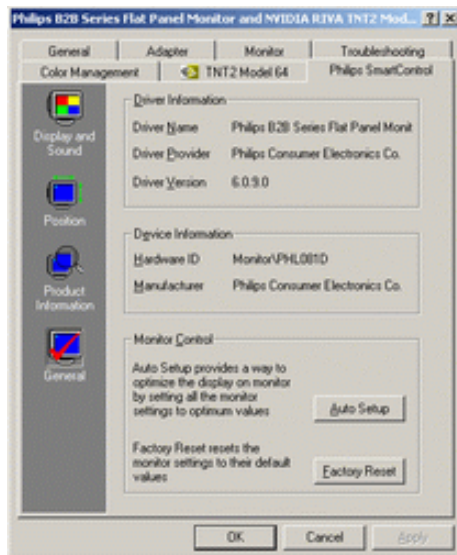 Philips B2B Series Flat Panel Monitor and NVIDIA RIVA TNT2 Mod...
General Adapter Monitor Troubleshooting
Color Management TNT2 Model 64 Philips SmartControl
Display and
Sound
Position
Product
Information
General
Driver Information
Driver Name Philips B2B Series Flat Panel Monit
Driver Provider Philips Consumer Electronics Co.
Driver Version 6.0.9.0
Device Information
Hardware ID Monitor\PHL081D
Manufacturer Philips Consumer Electronics Co.
Monitor Control
Auto Setup provides a way to
optimize the display on monitor
by setting all the monitor
settings to optimum values
Auto Setup
Factory Reset resets the
monitor settings to their default
values
Factory Reset
OK Cancel Apply